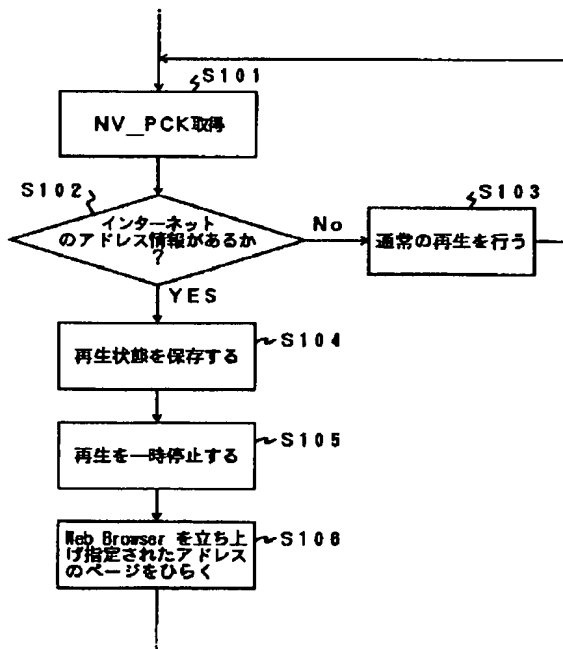 S101
NV_PCK取得
S102
インターネット
のアドレス情報があるか
?
No
S103
通常の再生を行う
YES
再生状態を保存する
S104
再生を一時停止する
S105
Web Browser を立ち上
げ指定されたアドレス
のページをひらく
S106